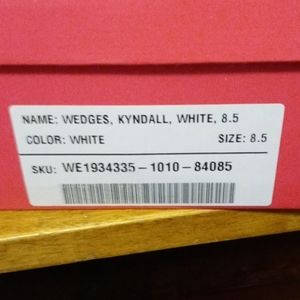 NAME: WEDGES, KYNDALL, WHITE, 8.5
COLOR: WHITE SIZE: 8.5
SKU: WE1934335-1010-84085